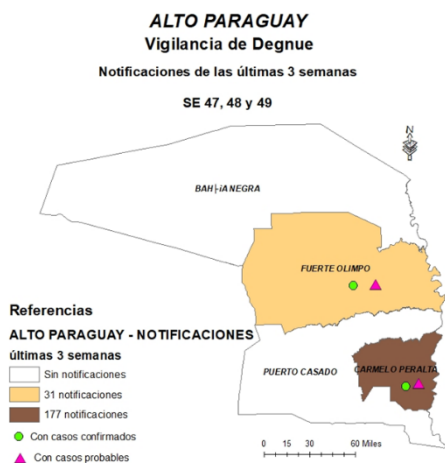 ALTO PARAGUAY
Vigilancia de Degnue
Notificaciones de las últimas 3 semanas
SE 47, 48 y 49
N
BAH├-íA NEGRA
FUERTE OLIMPO
PUERTO CASADO
CARMELO PERALTA
Referencias
ALTO PARAGUAY - NOTIFICACIONES
últimas 3 semanas
Sin notificaciones
31 notificaciones
177 notificaciones
Con casos confirmados
Con casos probables
0 15 30 60 Miles